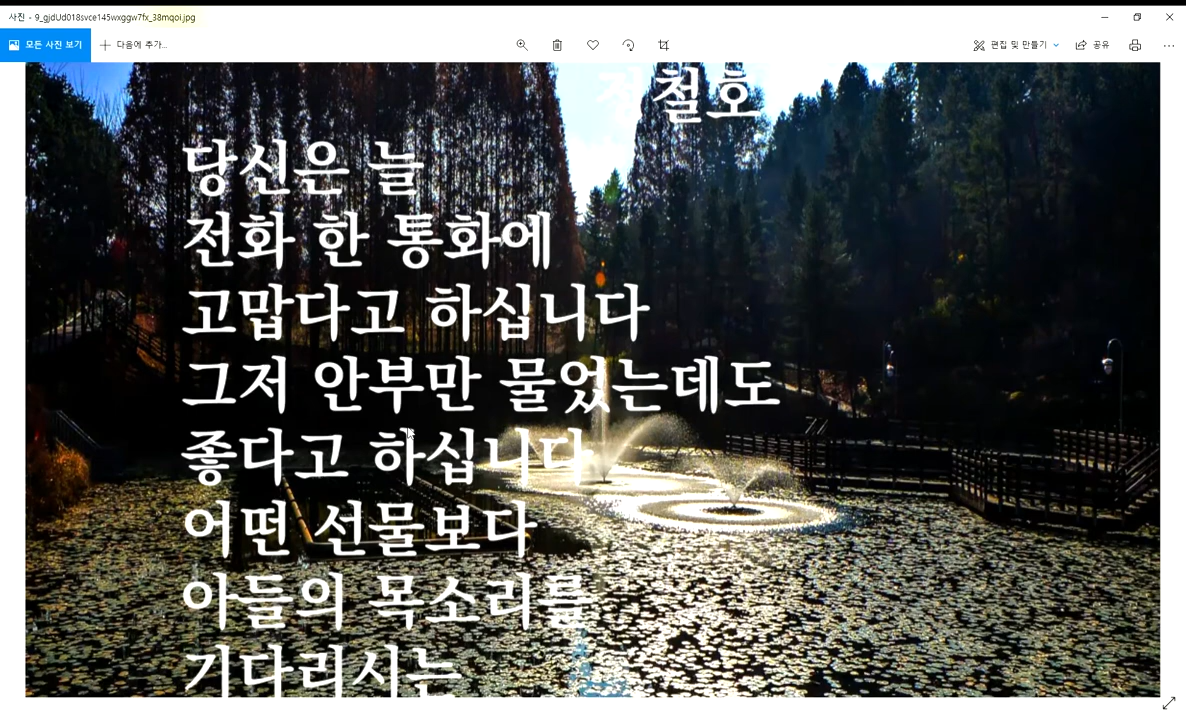 사진 - 9_gjdUd018svce145wxggw7fx_38mqoi.jpg
모든 사진 보기
다음에 추가...
편집 및 만들기
공유
정철호
당신은 늘
전화 한 통화에
고맙다고 하십니다
그저 안부만 물었는데도
좋다고 하십니다
어떤 선물보다
아들의 목소리를
기다리시는